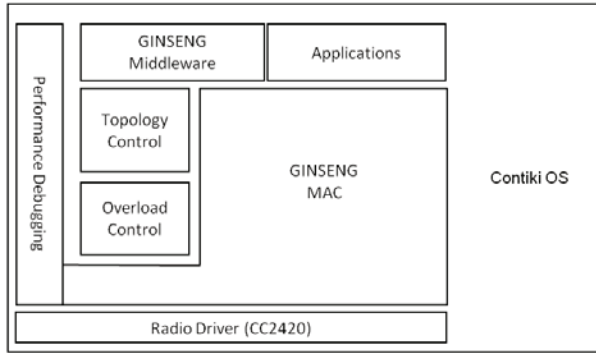 GINSENG
Middleware
Applications
Performance Debugging
Topology
Control
GINSENG
MAC
Contiki OS
Overload
Control
Radio Driver (CC2420)